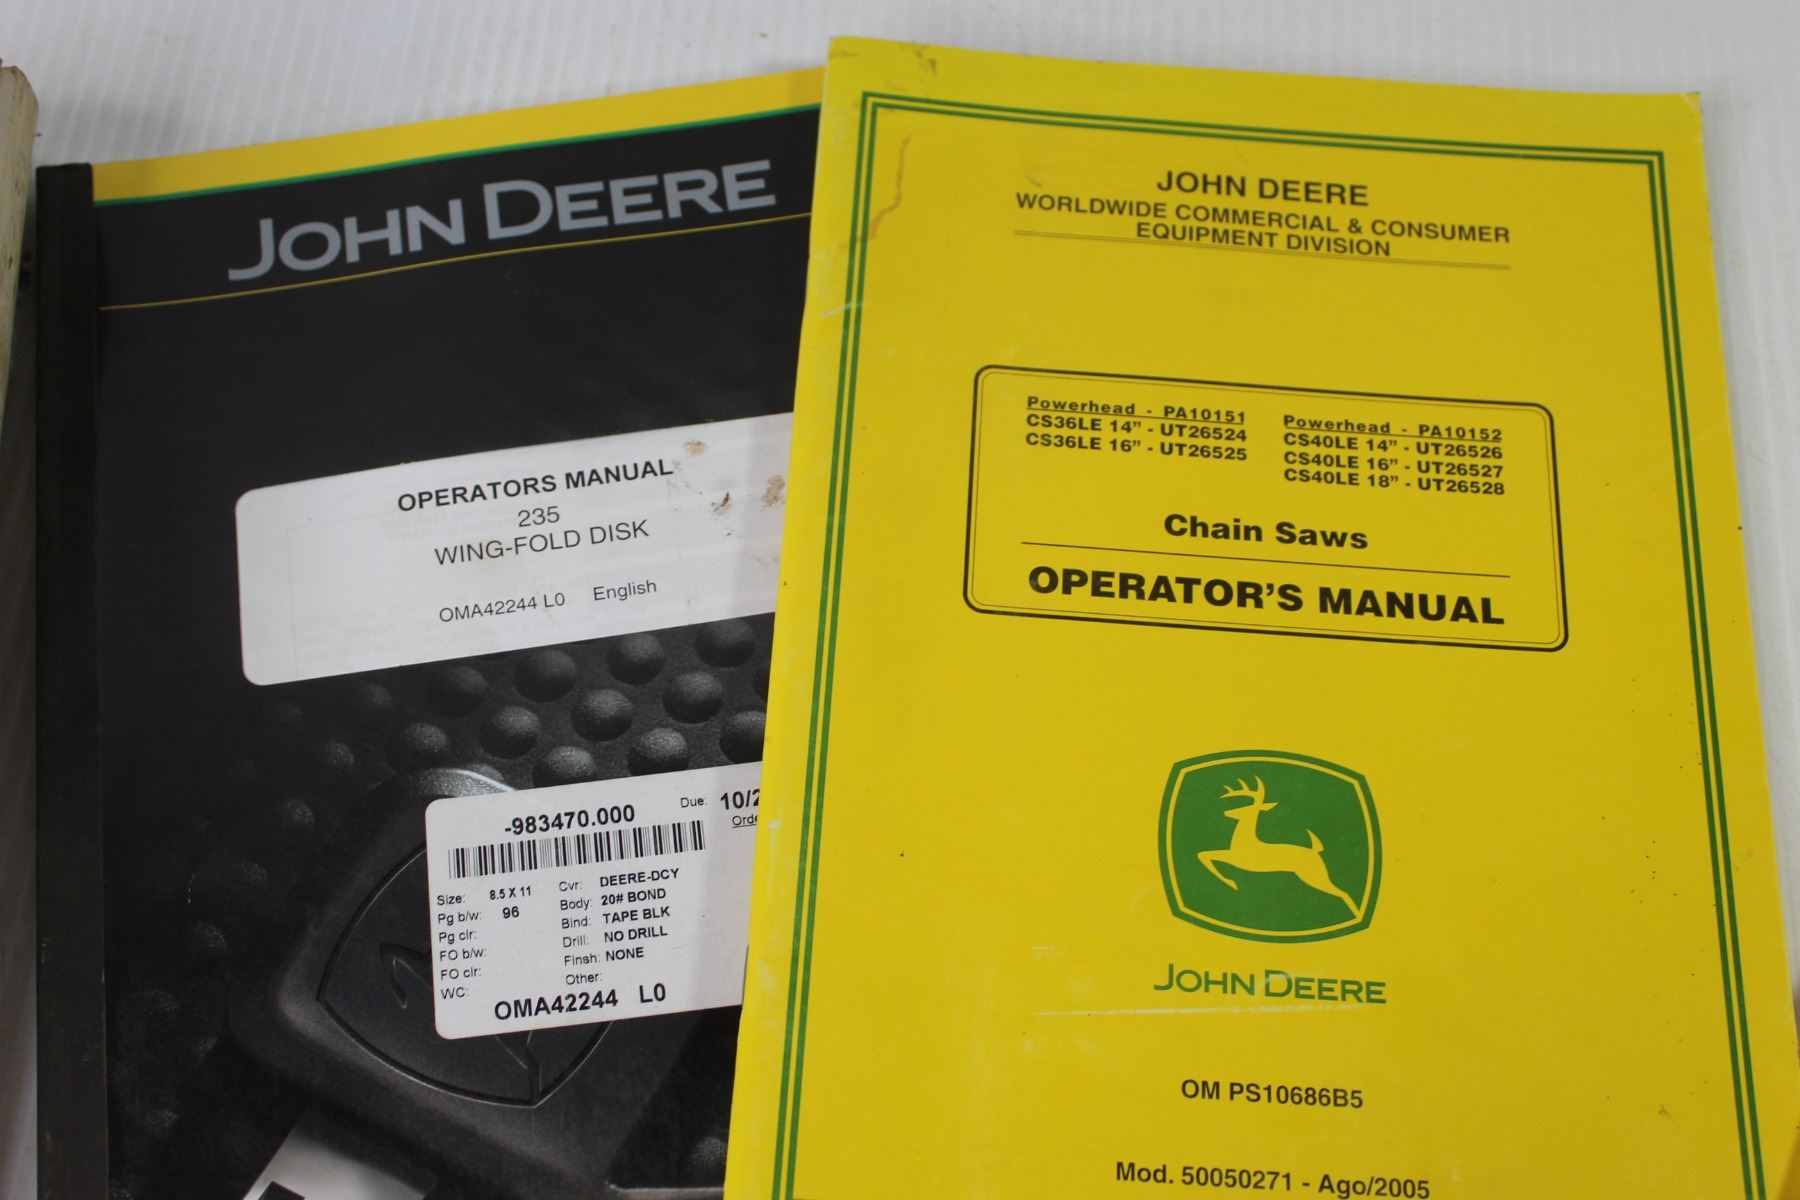 JOHN DEERE
OPERATORS MANUAL
235
WING-FOLD DISK
OMA42244 L0 English
-983470.000
Due: 10/2
Size: 8.5 X 11
Pg b/w: 96
Pg clr:
FO b/w:
FO clr:
WC:
Cvr: DEERE-DCY
Body: 20# BOND
Bind: TAPE BLK
Drill: NO DRILL
Finsh: NONE
Other:
OMA42244 L0
JOHN DEERE
WORLDWIDE COMMERCIAL & CONSUMER
EQUIPMENT DIVISION
Powerhead - PA10151
CS36LE 14” - UT26524
CS36LE 16” - UT26525
Powerhead - PA10152
CS40LE 14” - UT26526
CS40LE 16” - UT26527
CS40LE 18” - UT26528
Chain Saws
OPERATOR’S MANUAL
JOHN DEERE
OM PS10686B5
Mod. 50050271 - Ago/2005